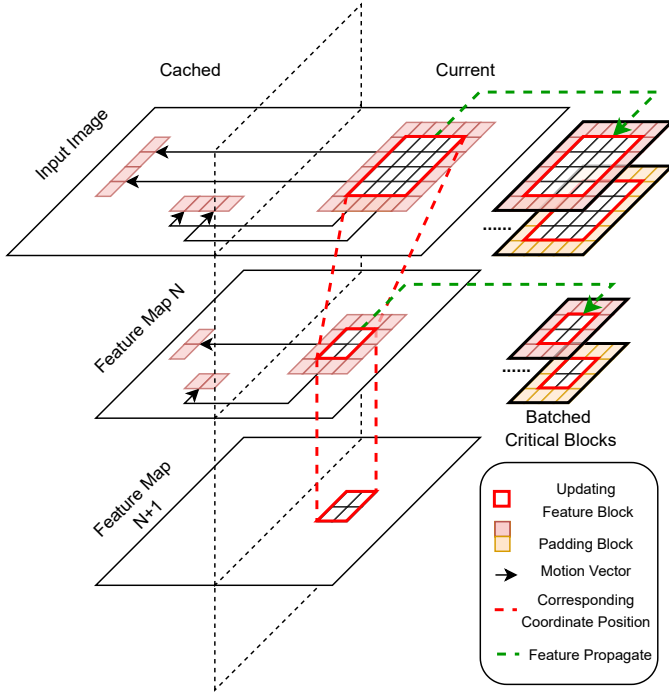 Cached
Current
Input Image
Feature Map N
Feature Map
N+1
......
......
Batched
Critical Blocks
Updating
Feature Block
Padding Block
Motion Vector
Corresponding
Coordinate Position
Feature Propagate